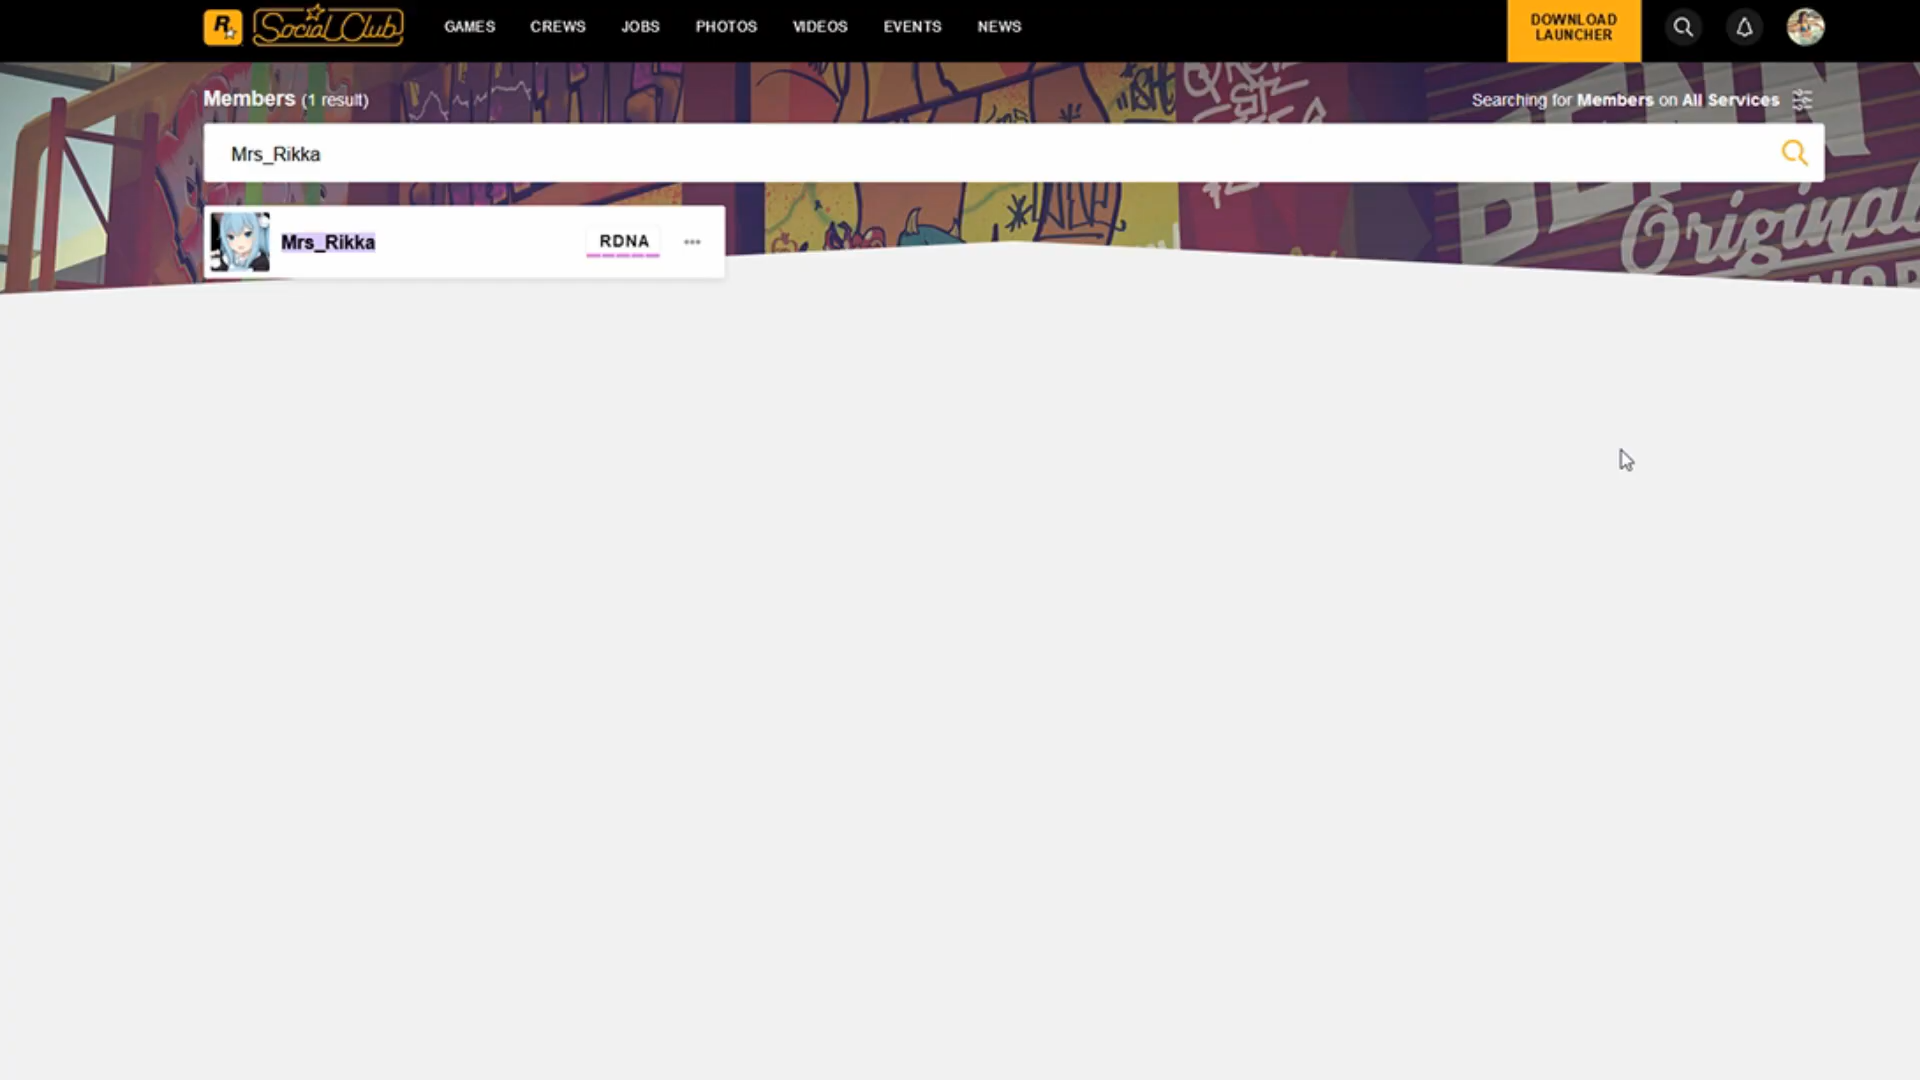 R Social Club GAMES CREWS JOBS PHOTOS VIDEOS EVENTS NEWS DOWNLOAD LAUNCHER
Members (1 result) Searching for Members on All Services
Mrs_Rikka
Mrs_Rikka RDNA
BENN
Original